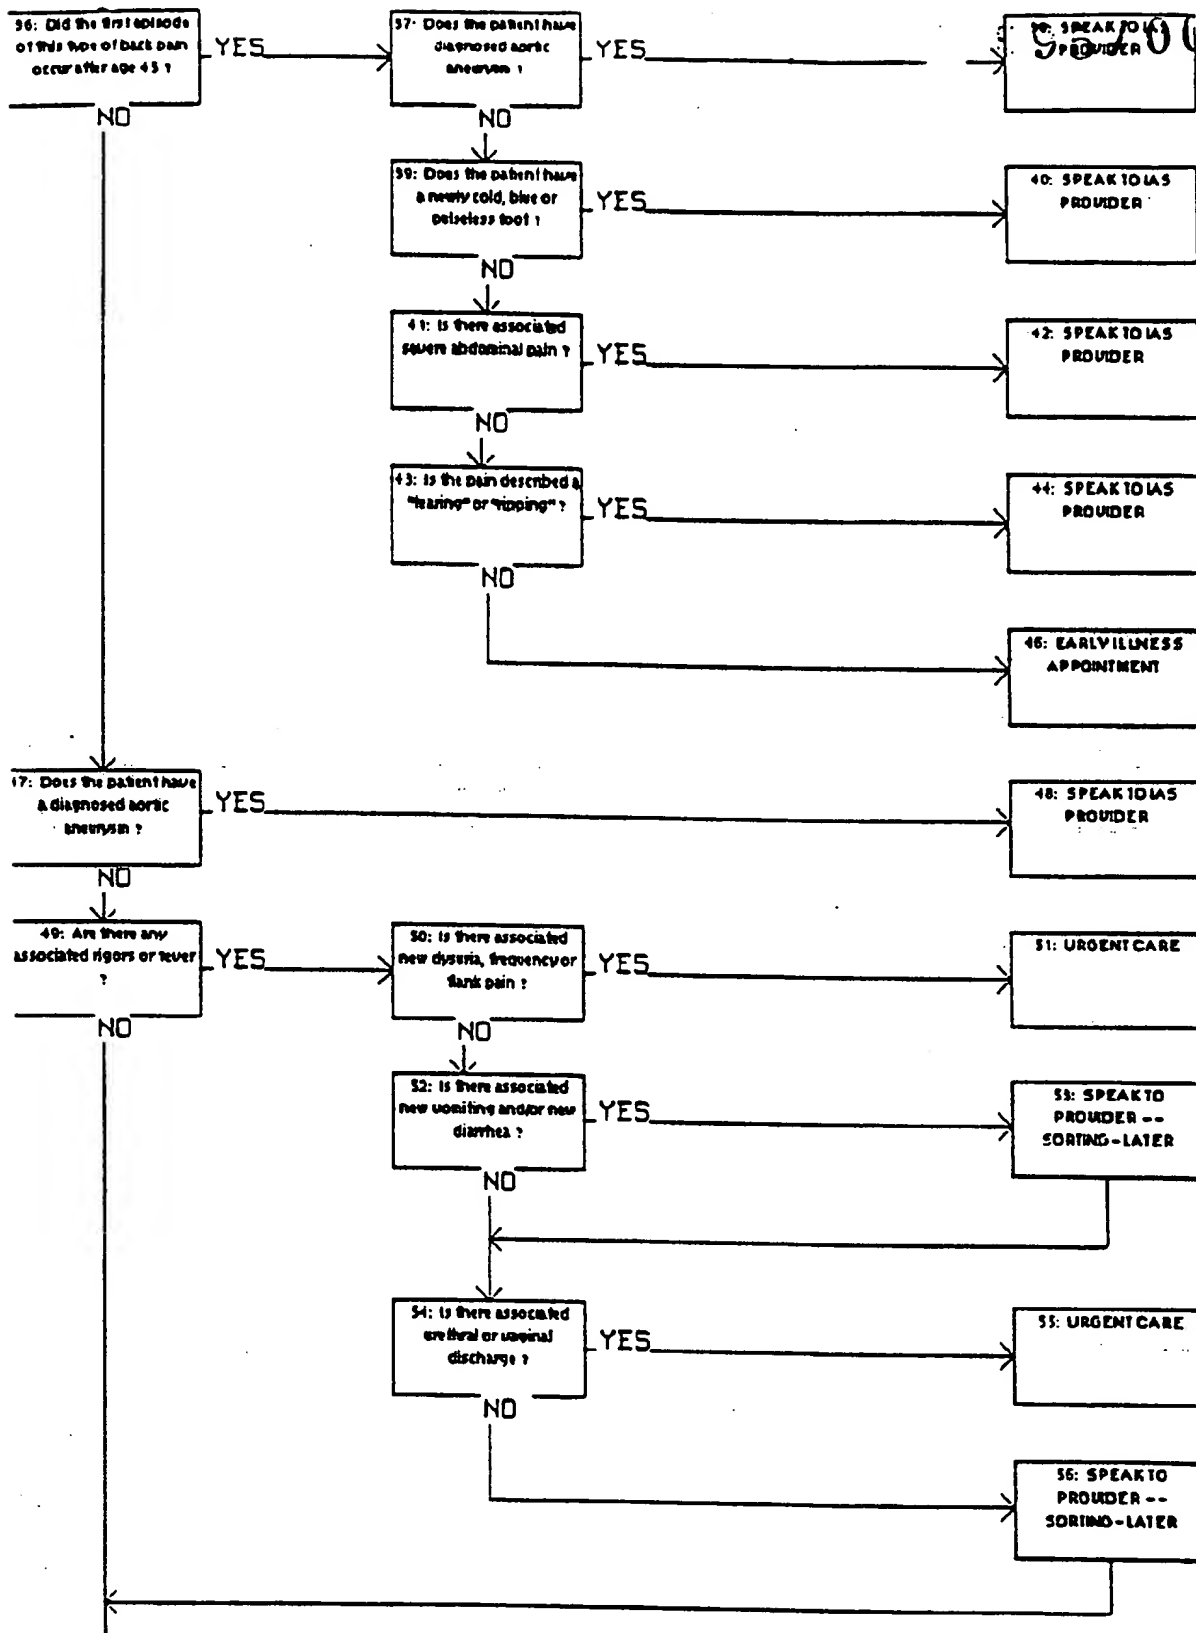 36: Did the first episode
of this type of back pain
occur after age 45 ?
YES
NO
37: Does the patient have
diagnosed aortic
aneurysm ?
YES
NO
SPEAK TO IAS
PROVIDER
39: Does the patient have
a newly cold, blue or
pulseless foot ?
YES
NO
40: SPEAK TO IAS
PROVIDER
41: Is there associated
severe abdominal pain ?
YES
NO
42: SPEAK TO IAS
PROVIDER
43: Is the pain described a
"tearing" or "ripping" ?
YES
NO
44: SPEAK TO IAS
PROVIDER
46: EARLY ILLNESS
APPOINTMENT
47: Does the patient have
a diagnosed aortic
aneurysm ?
YES
NO
48: SPEAK TO IAS
PROVIDER
49: Are there any
associated rigors or fever
?
YES
NO
50: Is there associated
new dysuria, frequency or
flank pain ?
YES
NO
51: URGENT CARE
52: Is there associated
new vomiting and/or new
diarrhea ?
YES
NO
53: SPEAK TO
PROVIDER --
SORTING-LATER
54: Is there associated
urethral or vaginal
discharge ?
YES
NO
55: URGENT CARE
56: SPEAK TO
PROVIDER --
SORTING-LATER